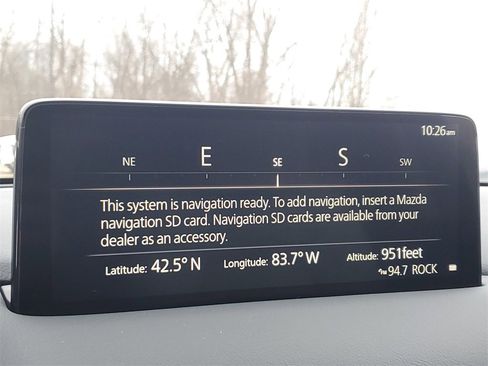 10:26am
NE E SE S SW
This system is navigation ready. To add navigation, insert a Mazda
navigation SD card. Navigation SD cards are available from your
dealer as an accessory.
Latitude: 42.5° N Longitude: 83.7° W Altitude: 951feet
94.7 ROCK